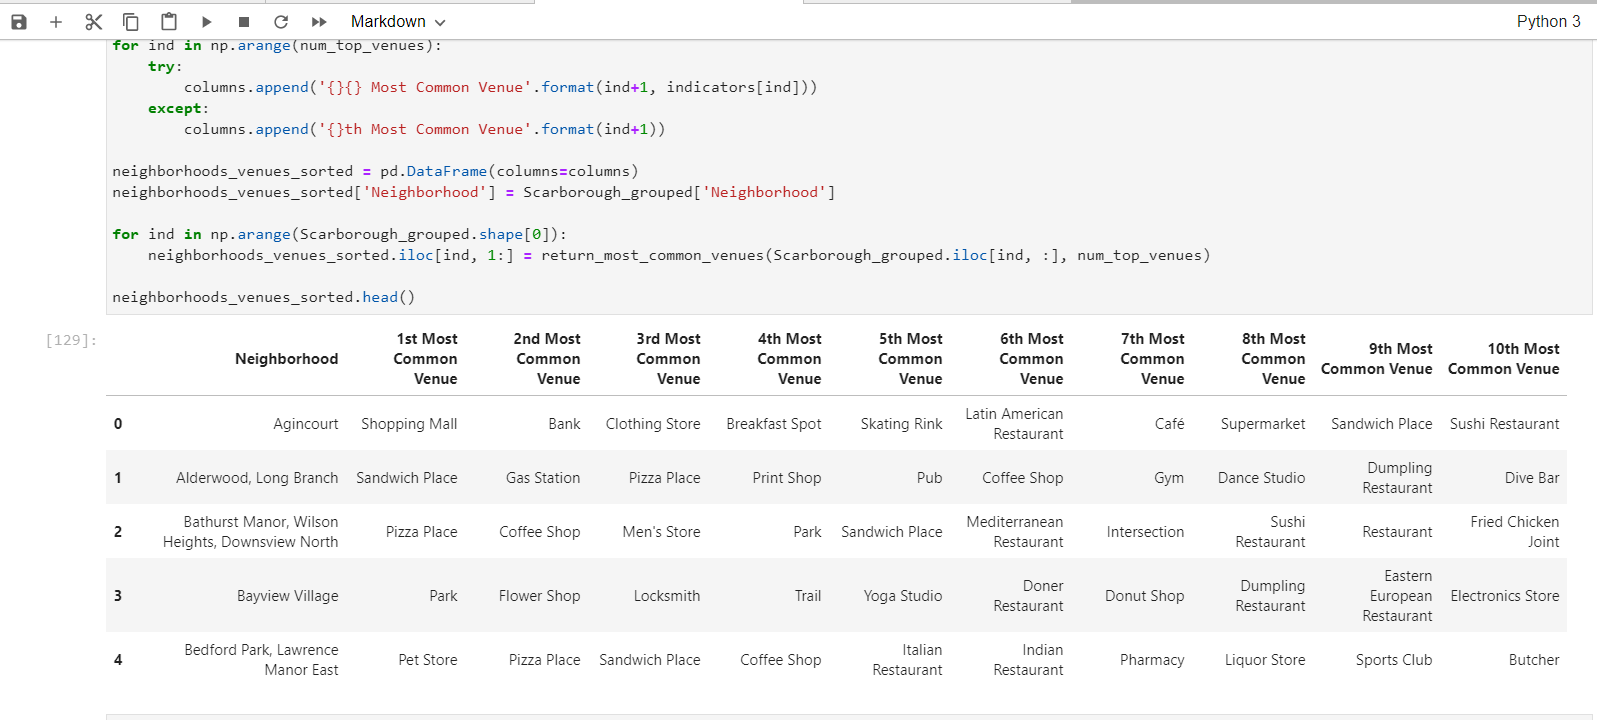 Markdown
Python 3
for ind in np.arange(num_top_venues):
    try:
        columns.append('{}{} Most Common Venue'.format(ind+1, indicators[ind]))
    except:
        columns.append('{}th Most Common Venue'.format(ind+1))
neighborhoods_venues_sorted = pd.DataFrame(columns=columns)
neighborhoods_venues_sorted['Neighborhood'] = Scarborough_grouped['Neighborhood']
for ind in np.arange(Scarborough_grouped.shape[0]):
    neighborhoods_venues_sorted.iloc[ind, 1:] = return_most_common_venues(Scarborough_grouped.iloc[ind, :], num_top_venues)
neighborhoods_venues_sorted.head()
[129]:
Neighborhood 1st Most Common Venue 2nd Most Common Venue 3rd Most Common Venue 4th Most Common Venue 5th Most Common Venue 6th Most Common Venue 7th Most Common Venue 8th Most Common Venue 9th Most Common Venue 10th Most Common Venue
0 Agincourt Shopping Mall Bank Clothing Store Breakfast Spot Skating Rink Latin American Restaurant Café Supermarket Sandwich Place Sushi Restaurant
1 Alderwood, Long Branch Sandwich Place Gas Station Pizza Place Print Shop Pub Coffee Shop Gym Dance Studio Dumpling Restaurant Dive Bar
2 Bathurst Manor, Wilson Heights, Downsview North Pizza Place Coffee Shop Men's Store Park Sandwich Place Mediterranean Restaurant Intersection Sushi Restaurant Restaurant Fried Chicken Joint
3 Bayview Village Park Flower Shop Locksmith Trail Yoga Studio Doner Restaurant Donut Shop Dumpling Restaurant Eastern European Restaurant Electronics Store
4 Bedford Park, Lawrence Manor East Pet Store Pizza Place Sandwich Place Coffee Shop Italian Restaurant Indian Restaurant Pharmacy Liquor Store Sports Club Butcher